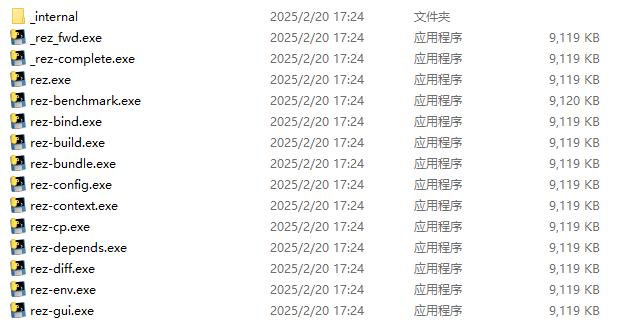 _internal 2025/2/20 17:24 文件夹
_rez_fwd.exe 2025/2/20 17:24 应用程序 9,119 KB
_rez-complete.exe 2025/2/20 17:24 应用程序 9,119 KB
rez.exe 2025/2/20 17:24 应用程序 9,119 KB
rez-benchmark.exe 2025/2/20 17:24 应用程序 9,120 KB
rez-bind.exe 2025/2/20 17:24 应用程序 9,119 KB
rez-build.exe 2025/2/20 17:24 应用程序 9,119 KB
rez-bundle.exe 2025/2/20 17:24 应用程序 9,119 KB
rez-config.exe 2025/2/20 17:24 应用程序 9,119 KB
rez-context.exe 2025/2/20 17:24 应用程序 9,119 KB
rez-cp.exe 2025/2/20 17:24 应用程序 9,119 KB
rez-depends.exe 2025/2/20 17:24 应用程序 9,119 KB
rez-diff.exe 2025/2/20 17:24 应用程序 9,119 KB
rez-env.exe 2025/2/20 17:24 应用程序 9,119 KB
rez-gui.exe 2025/2/20 17:24 应用程序 9,119 KB